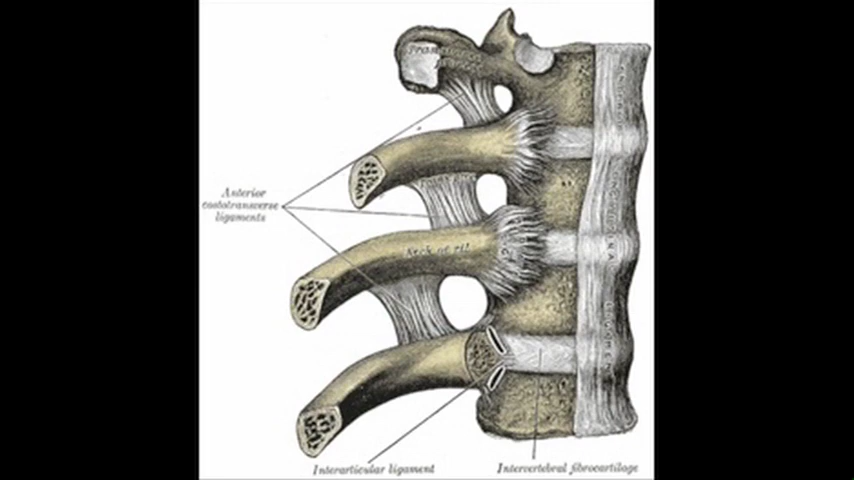 Anterior
costotransverse
ligaments
Neck of rib
Interarticular ligament
Intervertebral fibrocartilage